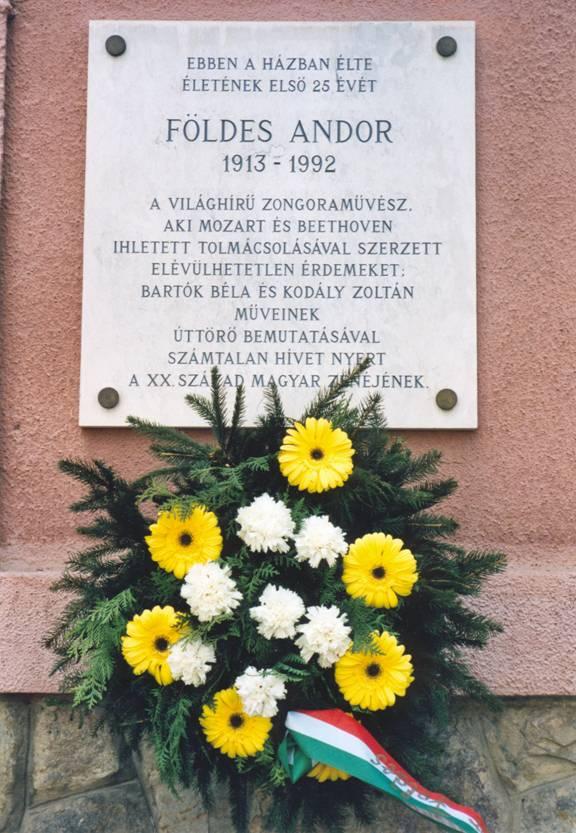 EBBEN A HÁZBAN ÉLTE
ÉLETÉNEK ELSŐ 25 ÉVÉT
FÖLDES ANDOR
1913 - 1992
A VILÁGHÍRŰ ZONGORAMŰVÉSZ,
AKI MOZART ÉS BEETHOVEN
IHLETETT TOLMÁCSOLÁSÁVAL SZERZETT
ELÉVÜLHETETLEN ÉRDEMEKET;
BARTÓK BÉLA ÉS KODÁLY ZOLTÁN
MŰVEINEK
ÚTTÖRŐ BEMUTATÁSÁVAL
SZÁMTALAN HÍVET NYERT
A XX. SZÁZAD MAGYAR ZENÉJÉNEK.